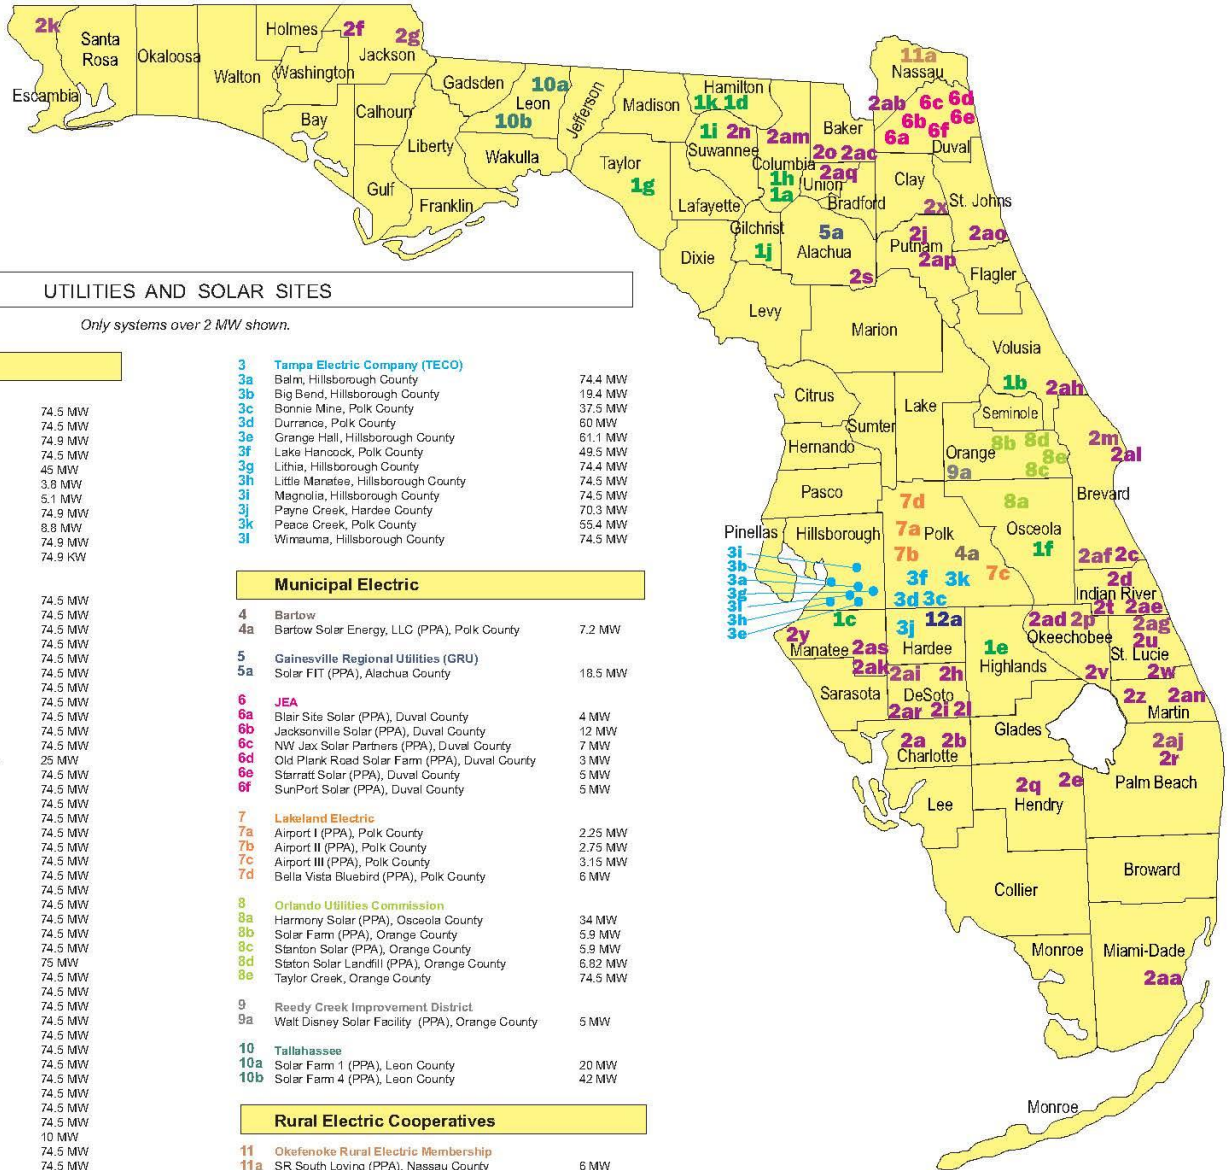 2k
Santa
Rosa
Okaloosa
Walton
Holmes
2f
2g
Jackson
Washington
Escambia
Bay
Calhoun
Gulf
Liberty
Franklin
Gadsden
10a
Leon
10b
Wakulla
Jefferson
Madison
Taylor
1g
Hamilton
1k 1d
1i 2n
Suwannee
2am
Columbia
1h
1a
Lafayette
Dixie
Gilchrist
1j
11a
Nassau
2ab
6c
6d
6b
6e
6a
6f
Duval
Baker
2o 2ac
2aq
Union
Bradford
Clay
2x
St. Johns
5a
Alachua
2s
2j
Putnam
2ap
2ao
Flagler
Levy
Marion
Volusia
1b
2ah
Citrus
Sumter
Lake
Seminole
Hernando
Orange
8b
8d
8e
8c
9a
2m
2al
Brevard
Pasco
7d
8a
Pinellas
Hillsborough
7a
Polk
7b
4a
7c
3f
3k
3d
3c
Osceola
1f
2af 2c
2d
Indian River
2t 2ae
3i
3b
3a
3g
3l
3h
3e
1c
2y
Manatee
2as
2ak
3j
12a
Hardee
1e
Highlands
2ad 2p
Okeechobee
2ag
2u
St. Lucie
2v
2w
Sarasota
2ai
2h
DeSoto
2ar
2i 2l
2z
2an
Martin
2a
2b
Charlotte
Glades
2aj
2r
Palm Beach
2q
2e
Hendry
Lee
Broward
Collier
Monroe
Miami-Dade
2aa
Monroe
UTILITIES AND SOLAR SITES
Only systems over 2 MW shown.
74.5 MW
74.5 MW
74.9 MW
74.5 MW
45 MW
3.8 MW
5.1 MW
74.9 MW
8.8 MW
74.9 MW
74.9 KW
74.5 MW
74.5 MW
74.5 MW
74.5 MW
74.5 MW
74.5 MW
74.5 MW
74.5 MW
74.5 MW
74.5 MW
74.5 MW
25 MW
74.5 MW
74.5 MW
74.5 MW
74.5 MW
74.5 MW
74.5 MW
74.5 MW
74.5 MW
74.5 MW
74.5 MW
74.5 MW
74.5 MW
74.5 MW
75 MW
74.5 MW
74.5 MW
74.5 MW
74.5 MW
74.5 MW
74.5 MW
74.5 MW
74.5 MW
74.5 MW
74.5 MW
74.5 MW
10 MW
74.5 MW
74.5 MW
3 Tampa Electric Company (TECO)
3a Balm, Hillsborough County 74.4 MW
3b Big Bend, Hillsborough County 19.4 MW
3c Bonnie Mine, Polk County 37.5 MW
3d Durrance, Polk County 60 MW
3e Grange Hall, Hillsborough County 61.1 MW
3f Lake Hancock, Polk County 49.5 MW
3g Lithia, Hillsborough County 74.4 MW
3h Little Manatee, Hillsborough County 74.5 MW
3i Magnolia, Hillsborough County 74.5 MW
3j Payne Creek, Hardee County 70.3 MW
3k Peace Creek, Polk County 55.4 MW
3l Wimauma, Hillsborough County 74.5 MW
Municipal Electric
4 Bartow
4a Bartow Solar Energy, LLC (PPA), Polk County 7.2 MW
5 Gainesville Regional Utilities (GRU)
5a Solar FIT (PPA), Alachua County 18.5 MW
6 JEA
6a Blair Site Solar (PPA), Duval County 4 MW
6b Jacksonville Solar (PPA), Duval County 12 MW
6c NW Jax Solar Partners (PPA), Duval County 7 MW
6d Old Plank Road Solar Farm (PPA), Duval County 3 MW
6e Starratt Solar (PPA), Duval County 5 MW
6f SunPort Solar (PPA), Duval County 5 MW
7 Lakeland Electric
7a Airport I (PPA), Polk County 2.25 MW
7b Airport II (PPA), Polk County 2.75 MW
7c Airport III (PPA), Polk County 3.15 MW
7d Bella Vista Bluebird (PPA), Polk County 6 MW
8 Orlando Utilities Commission
8a Harmony Solar (PPA), Osceola County 34 MW
8b Solar Farm (PPA), Orange County 5.9 MW
8c Stanton Solar (PPA), Orange County 5.9 MW
8d Staton Solar Landfill (PPA), Orange County 6.82 MW
8e Taylor Creek, Orange County 74.5 MW
9 Reedy Creek Improvement District
9a Walt Disney Solar Facility (PPA), Orange County 5 MW
10 Tallahassee
10a Solar Farm 1 (PPA), Leon County 20 MW
10b Solar Farm 4 (PPA), Leon County 42 MW
Rural Electric Cooperatives
11 Okefenoke Rural Electric Membership
11a SR South Loving (PPA), Nassau County 6 MW